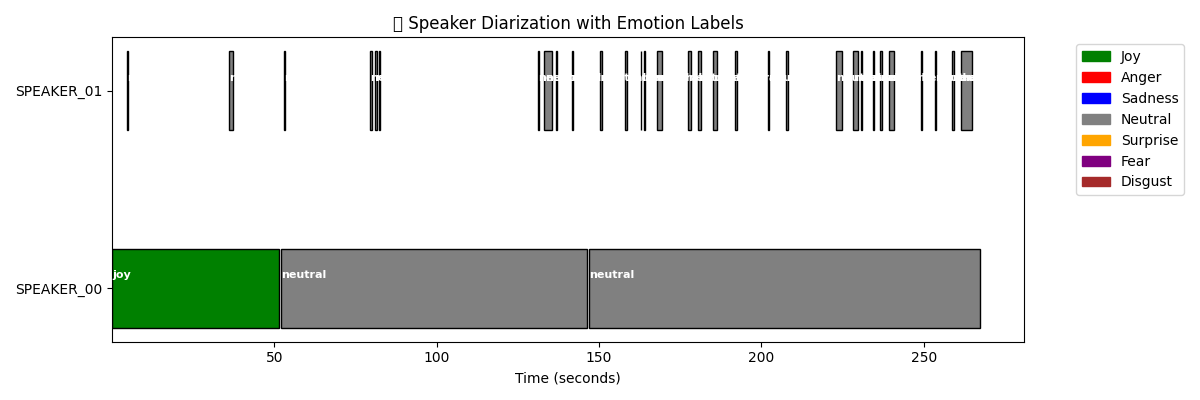 Speaker Diarization with Emotion Labels
SPEAKER_01
SPEAKER_00
joy
neutral
neutral
50
100
150
200
250
Time (seconds)
Joy
Anger
Sadness
Neutral
Surprise
Fear
Disgust